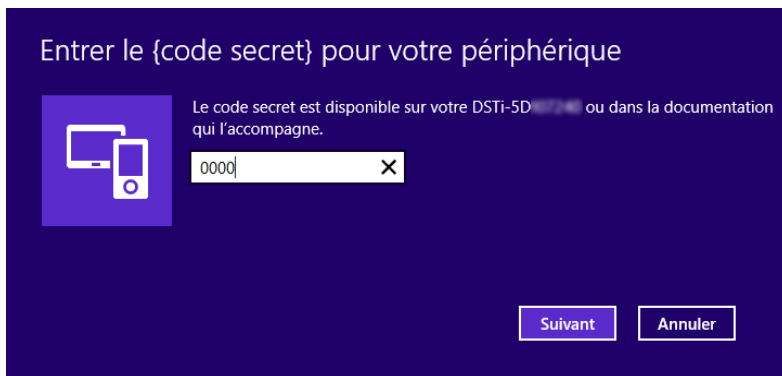 Entrer le {code secret} pour votre périphérique
Le code secret est disponible sur votre DSTi-5D ou dans la documentation
qui l'accompagne.
0000
Suivant Annuler